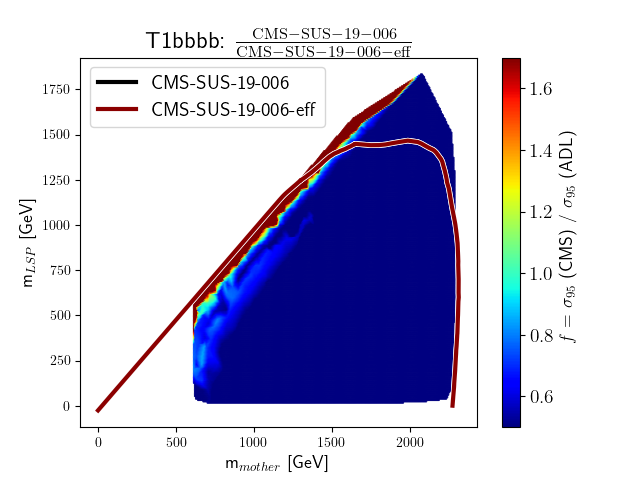 T1bbbb: CMS−SUS−19−006
CMS−SUS−19−006−eff
CMS-SUS-19-006
CMS-SUS-19-006-eff
1750
1500
1250
1000
750
500
250
0
m_LSP [GeV]
0 500 1000 1500 2000
m_mother [GeV]
1.6
1.4
1.2
1.0
0.8
0.6
f = σ95 (CMS) / σ95 (ADL)